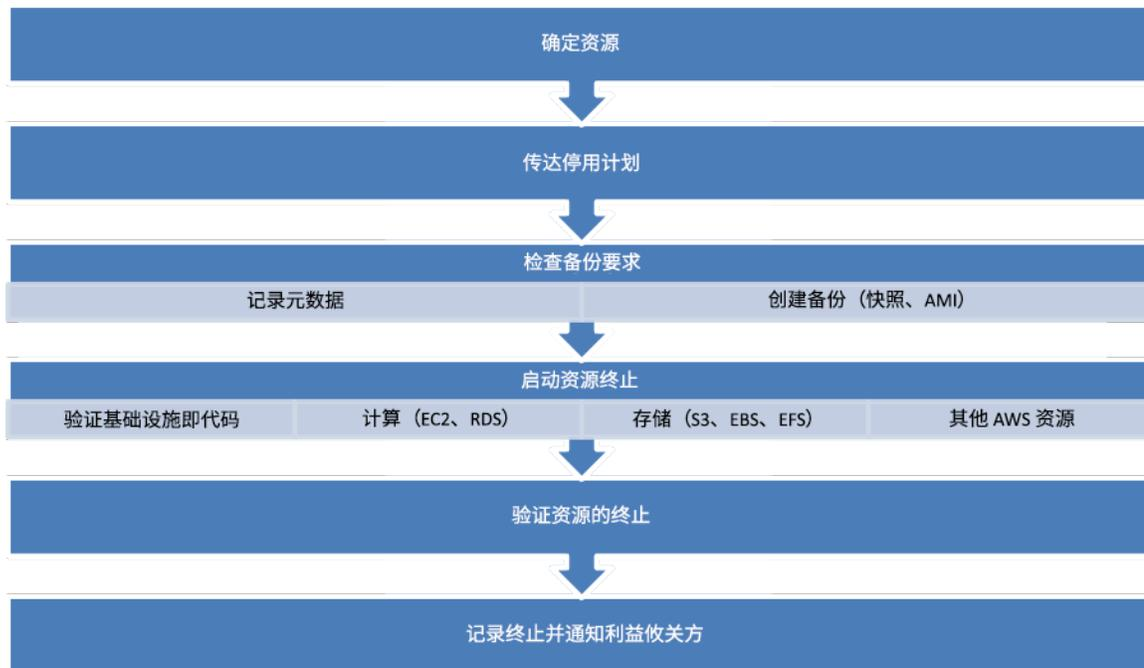 确定资源
传达停用计划
检查备份要求
记录元数据
创建备份（快照、AMI）
启动资源终止
验证基础设施即代码
计算（EC2、RDS）
存储（S3、EBS、EFS）
其他 AWS 资源
验证资源的终止
记录终止并通知利益攸关方